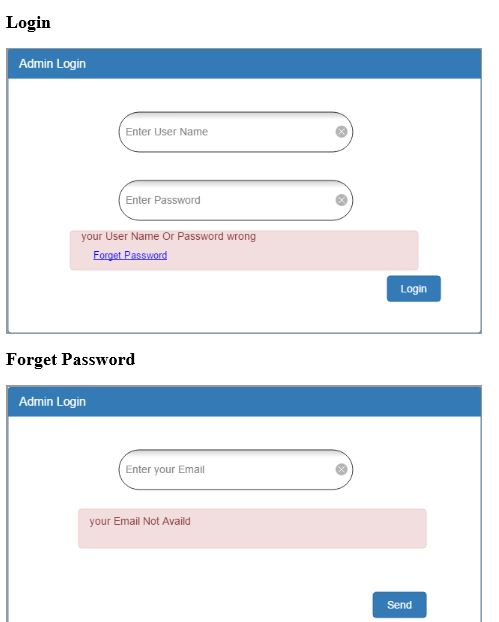 Login
Admin Login
Enter User Name
Enter Password
your User Name Or Password wrong
Forget Password
Login
Forget Password
Admin Login
Enter your Email
your Email Not Availd
Send